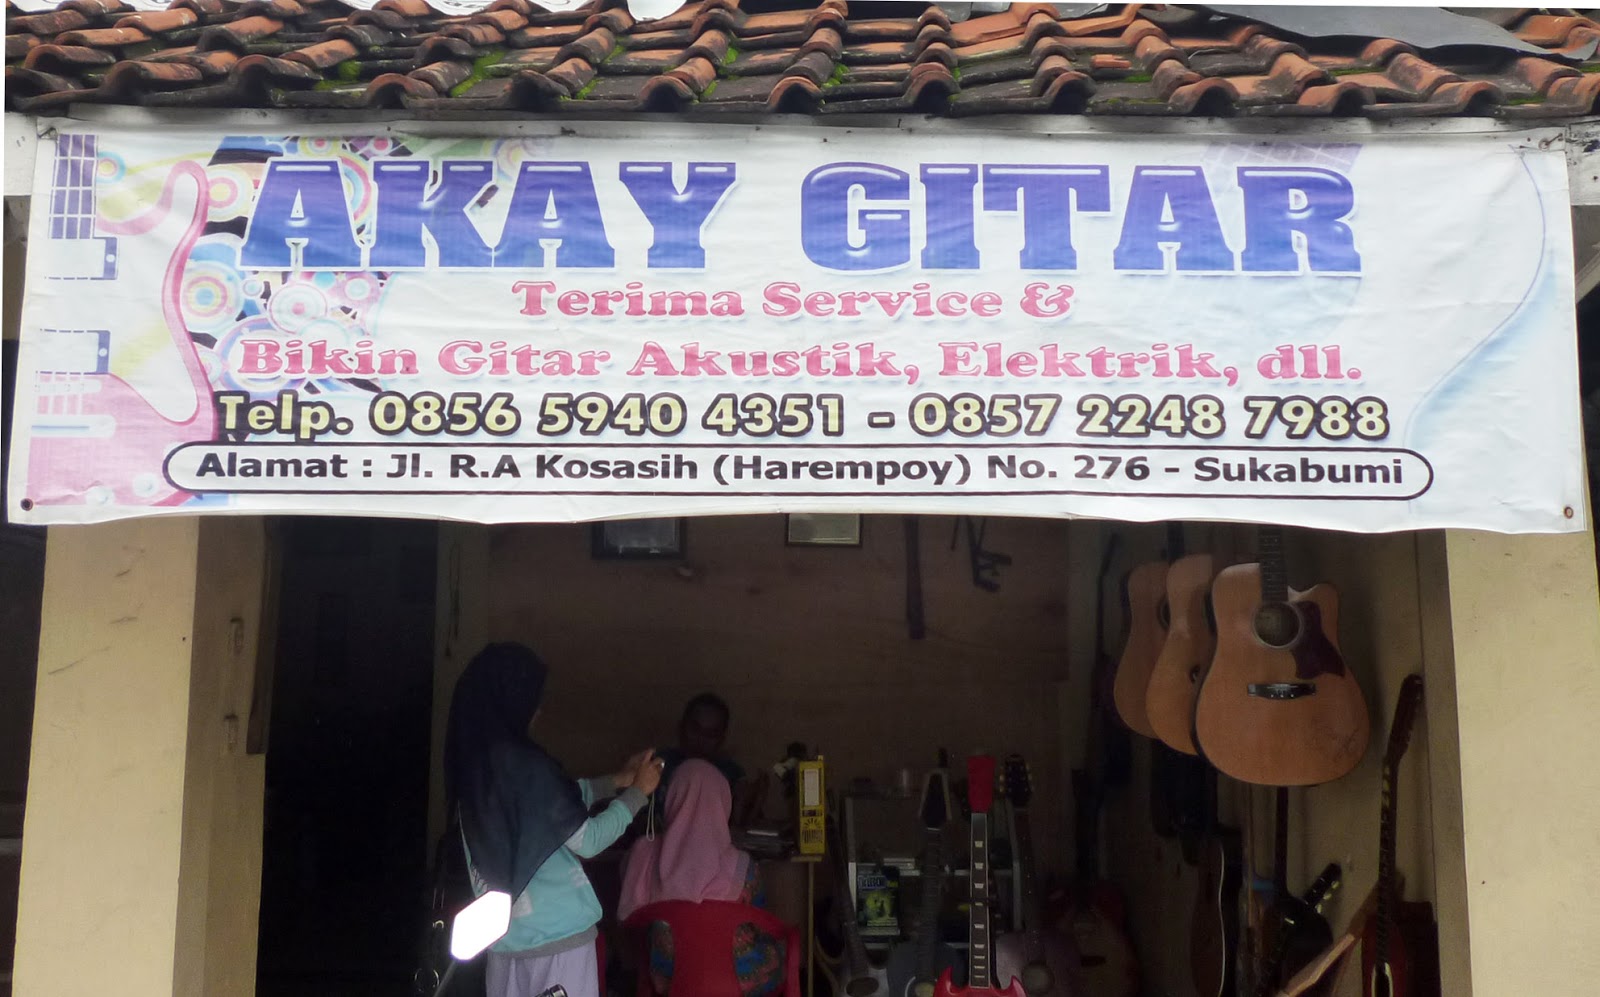 AKAY GITAR
Terima Service &
Bikin Gitar Akustik, Elektrik, dll.
Telp. 0856 5940 4351 - 0857 2248 7988
Alamat : Jl. R.A Kosasih (Harempoy) No. 276 - Sukabumi